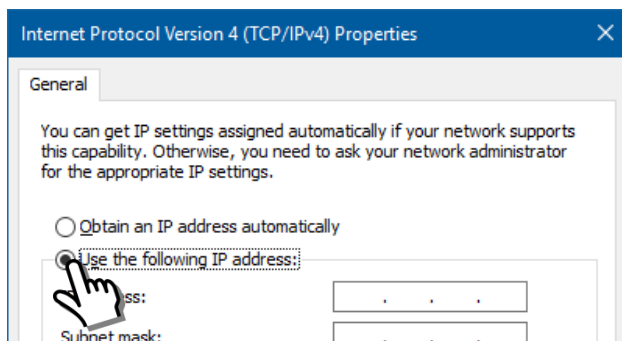 Internet Protocol Version 4 (TCP/IPv4) Properties
General
You can get IP settings assigned automatically if your network supports
this capability. Otherwise, you need to ask your network administrator
for the appropriate IP settings.
Obtain an IP address automatically
Use the following IP address:
ss:
Subnet mask: